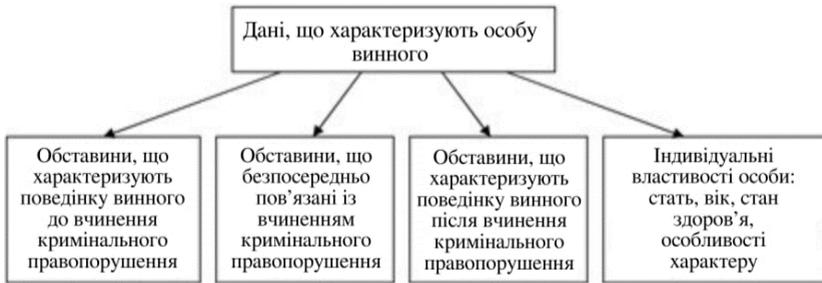 Дані, що характеризують особу
винного
Обставини, що
характеризують
поведінку винного
до вчинення
кримінального
правопорушення
Обставини, що
безпосередньо
пов’язані із
вчиненням
кримінального
правопорушення
Обставини, що
характеризують
поведінку винного
після вчинення
кримінального
правопорушення
Індивідуальні
властивості особи:
стать, вік, стан
здоров’я,
особливості
характеру